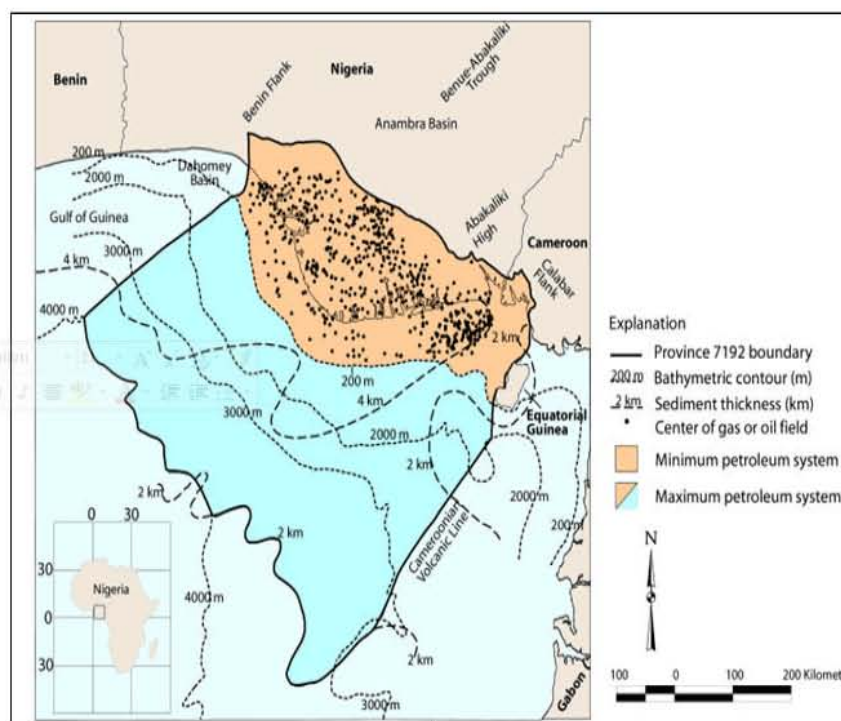 Benin
Nigeria
Benin Flank
Benue-Abakaliki
Trough
Anambra Basin
200 m
2000 m
Dahomey
Basin
Gulf of Guinea
3000 m
4 km
4000 m
Abakaliki
High
Cameroon
Calabar
Flank
2 km
200 m
4 km
3000 m
2000 m
Equatorial
Guinea
2 km
2000 m
200 m
2 km
2 km
Cameroonian
Volcanic Line
4000 m
2 km
3000 m
Gabon
0 30
30
Nigeria
0
30
Explanation
Province 7192 boundary
200 m Bathymetric contour (m)
2 km Sediment thickness (km)
Center of gas or oil field
Minimum petroleum system
Maximum petroleum system
N
100 0 100 200 Kilomet